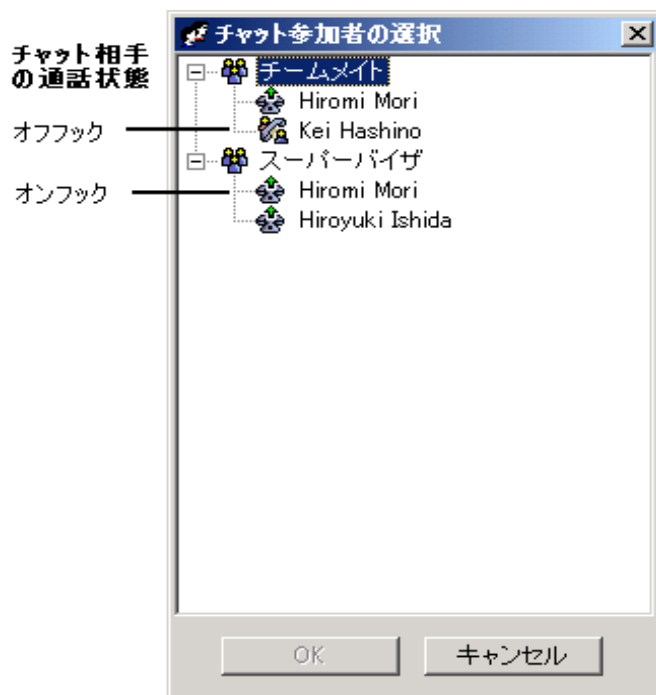 チャット参加者の選択
チャット相手
の通話状態
チームメイト
Hiromi Mori
オフフック
Kei Hashino
スーパーバイザ
オンフック
Hiromi Mori
Hiroyuki Ishida
OK
キャンセル